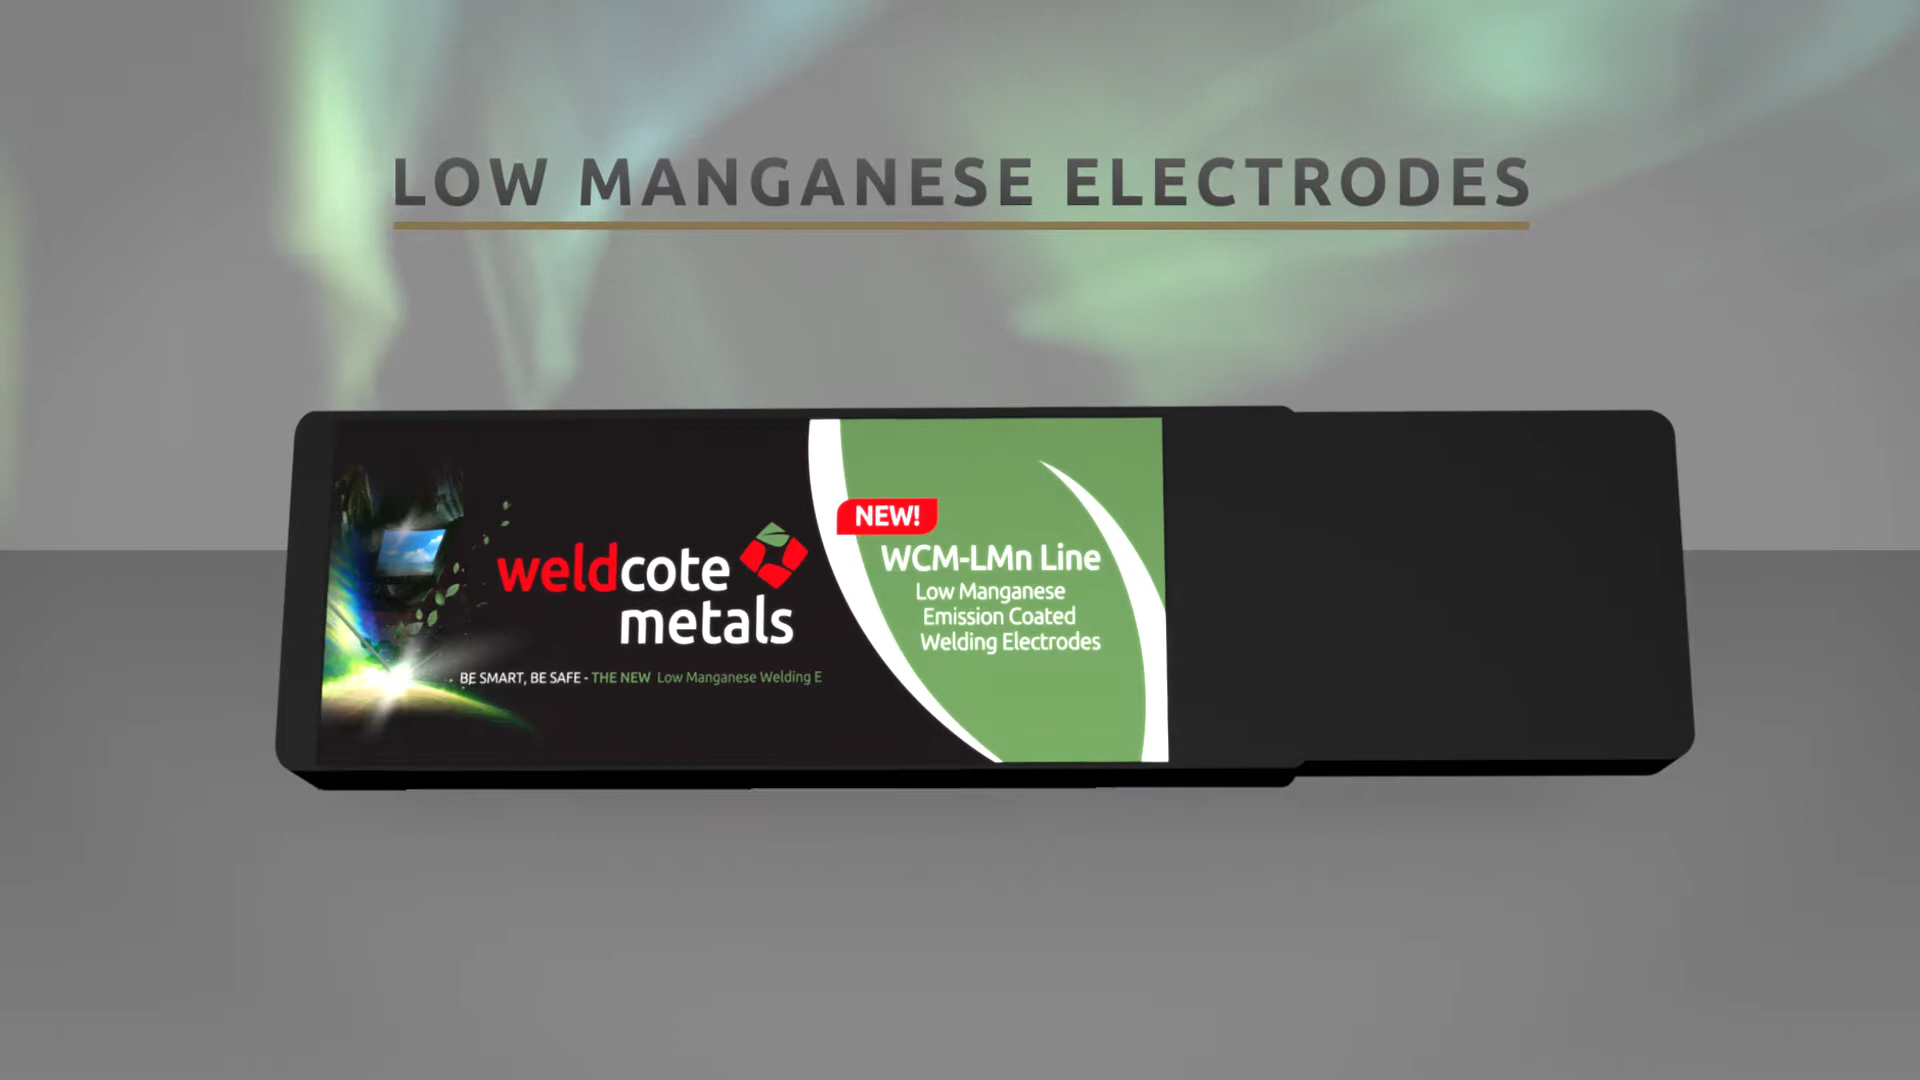 LOW MANGANESE ELECTRODES
weldcote
metals
BE SMART, BE SAFE - THE NEW Low Manganese Welding E
NEW!
WCM-LMn Line
Low Manganese
Emission Coated
Welding Electrodes